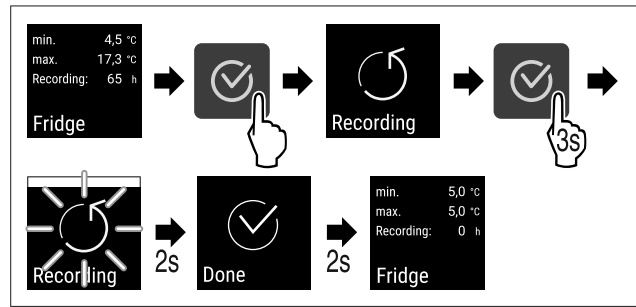 min. 4,5 °C
max. 17,3 °C
Recording: 65 h
Fridge
Recording
3s
Recording
2s
Done
2s
min. 5,0 °C
max. 5,0 °C
Recording: 0 h
Fridge